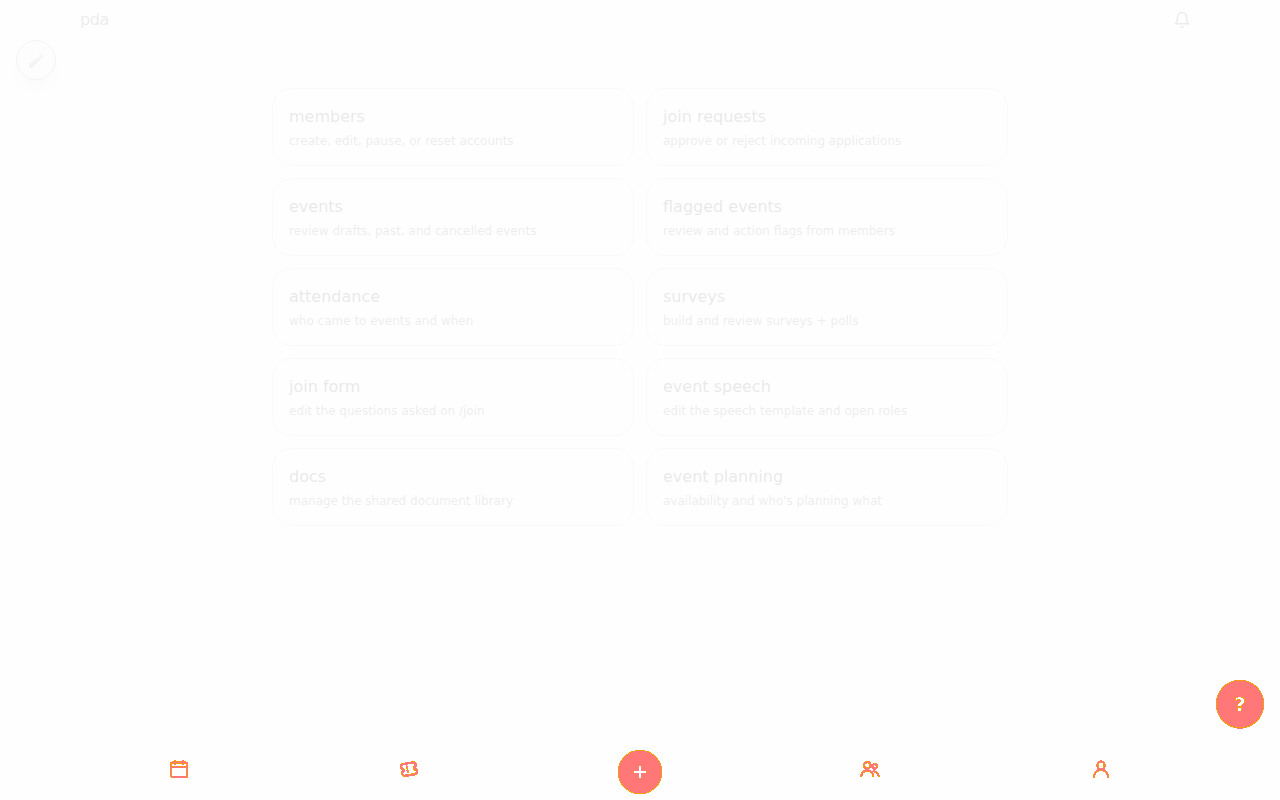 pda
members
create, edit, pause, or reset accounts
join requests
approve or reject incoming applications
events
review drafts, past, and cancelled events
flagged events
review and action flags from members
attendance
who came to events and when
surveys
build and review surveys + polls
join form
edit the questions asked on /join
event speech
edit the speech template and open roles
docs
manage the shared document library
event planning
availability and who's planning what
?
+